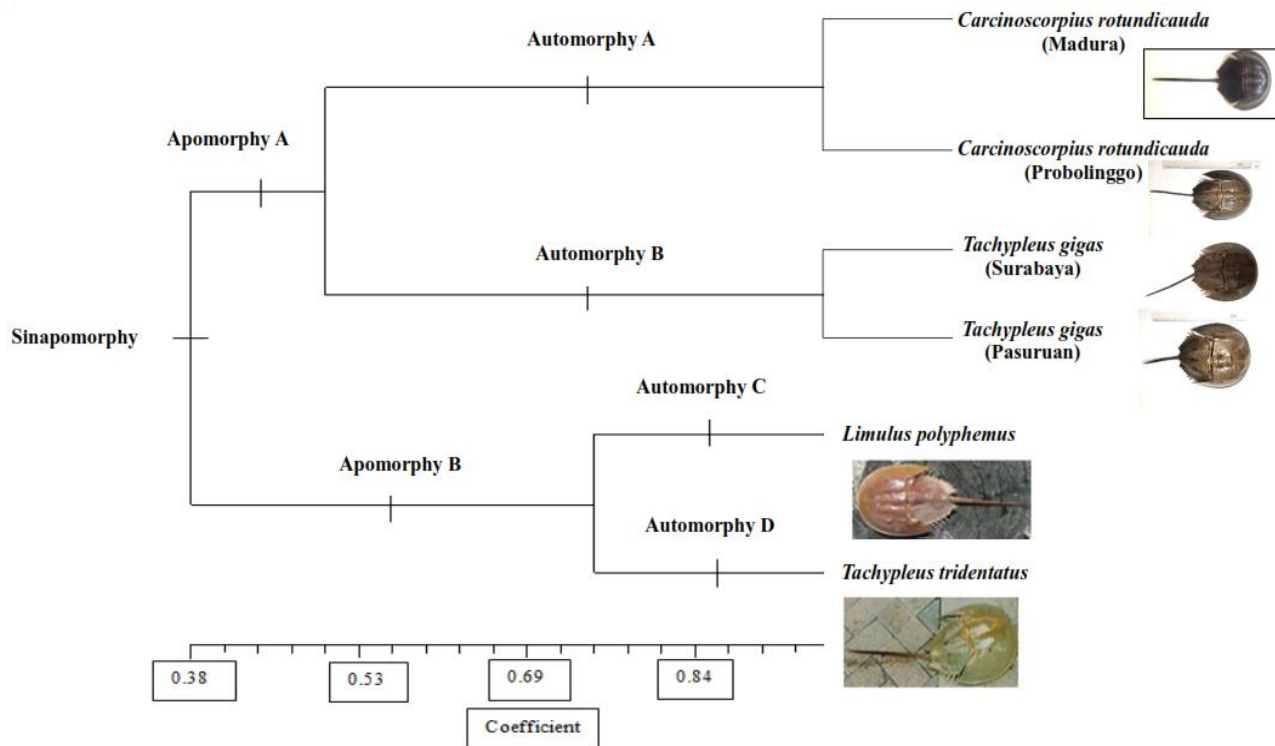 Automorphy A
Carcinoscorpius rotundicauda
(Madura)
Apomorphy A
Carcinoscorpius rotundicauda
(Probolinggo)
Automorphy B
Tachypleus gigas
(Surabaya)
Sinapomorphy
Tachypleus gigas
(Pasuruan)
Automorphy C
Limulus polyphemus
Apomorphy B
Automorphy D
Tachypleus tridentatus
0.38
0.53
0.69
0.84
Coefficient